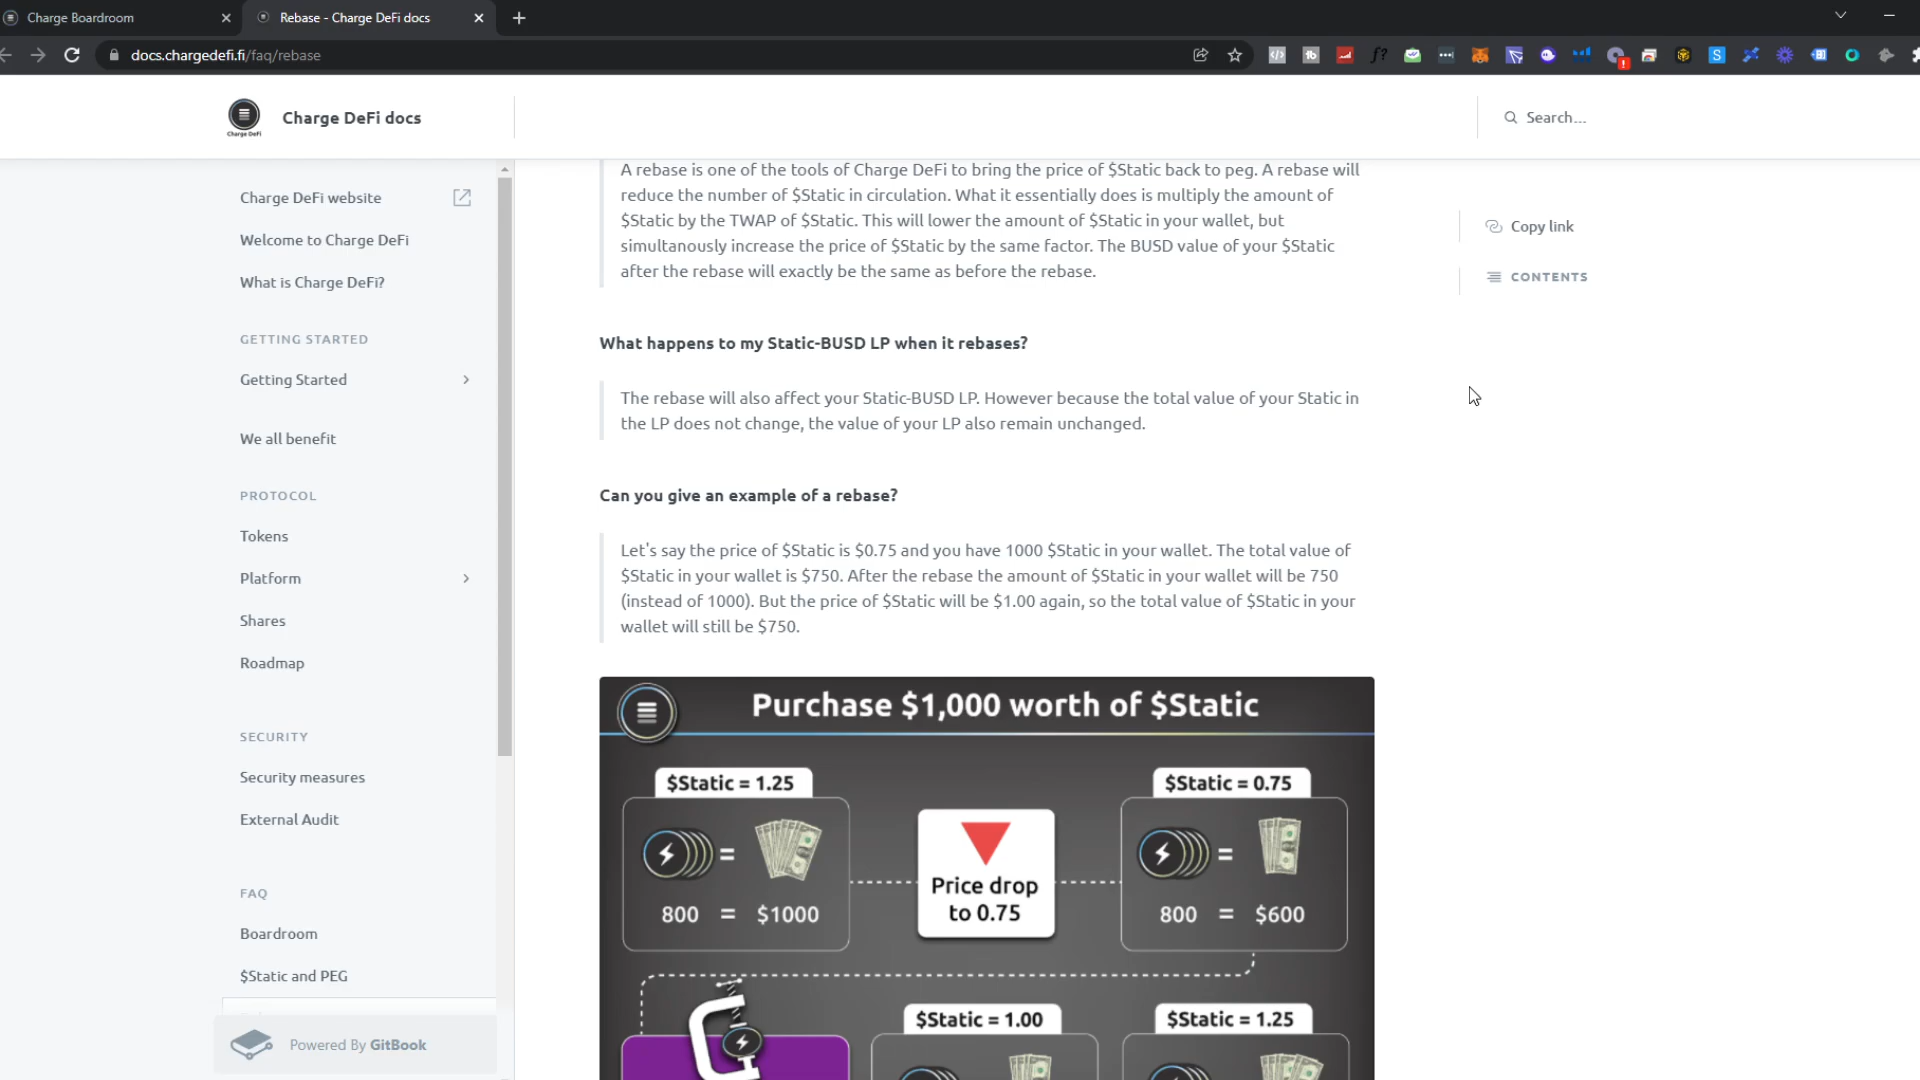 Charge Boardroom
Rebase - Charge DeFi docs
docs.chargedefi.fi/faq/rebase
Charge DeFi
Charge DeFi docs
Search...
Charge DeFi website
Welcome to Charge DeFi
What is Charge DeFi?
GETTING STARTED
Getting Started
We all benefit
PROTOCOL
Tokens
Platform
Shares
Roadmap
SECURITY
Security measures
External Audit
FAQ
Boardroom
$Static and PEG
Powered By GitBook
A rebase is one of the tools of Charge DeFi to bring the price of $Static back to peg. A rebase will
reduce the number of $Static in circulation. What it essentially does is multiply the amount of
$Static by the TWAP of $Static. This will lower the amount of $Static in your wallet, but
simultanously increase the price of $Static by the same factor. The BUSD value of your $Static
after the rebase will exactly be the same as before the rebase.
What happens to my Static-BUSD LP when it rebases?
The rebase will also affect your Static-BUSD LP. However because the total value of your Static in
the LP does not change, the value of your LP also remain unchanged.
Can you give an example of a rebase?
Let's say the price of $Static is $0.75 and you have 1000 $Static in your wallet. The total value of
$Static in your wallet is $750. After the rebase the amount of $Static in your wallet will be 750
(instead of 1000). But the price of $Static will be $1.00 again, so the total value of $Static in your
wallet will still be $750.
Purchase $1,000 worth of $Static
$Static = 1.25
=
800 = $1000
Price drop
to 0.75
$Static = 0.75
=
800 = $600
$Static = 1.00
$Static = 1.25
Copy link
CONTENTS